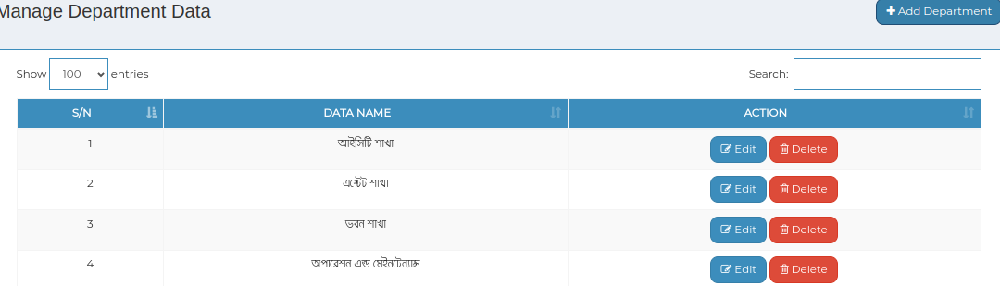 Manage Department Data
Add Department
Show 100 entries
Search:
S/N DATA NAME ACTION
1 আইসিটি শাখা Edit Delete
2 এস্টেট শাখা Edit Delete
3 ভবন শাখা Edit Delete
4 অপারেশন এন্ড মেইনটেন্যান্স Edit Delete